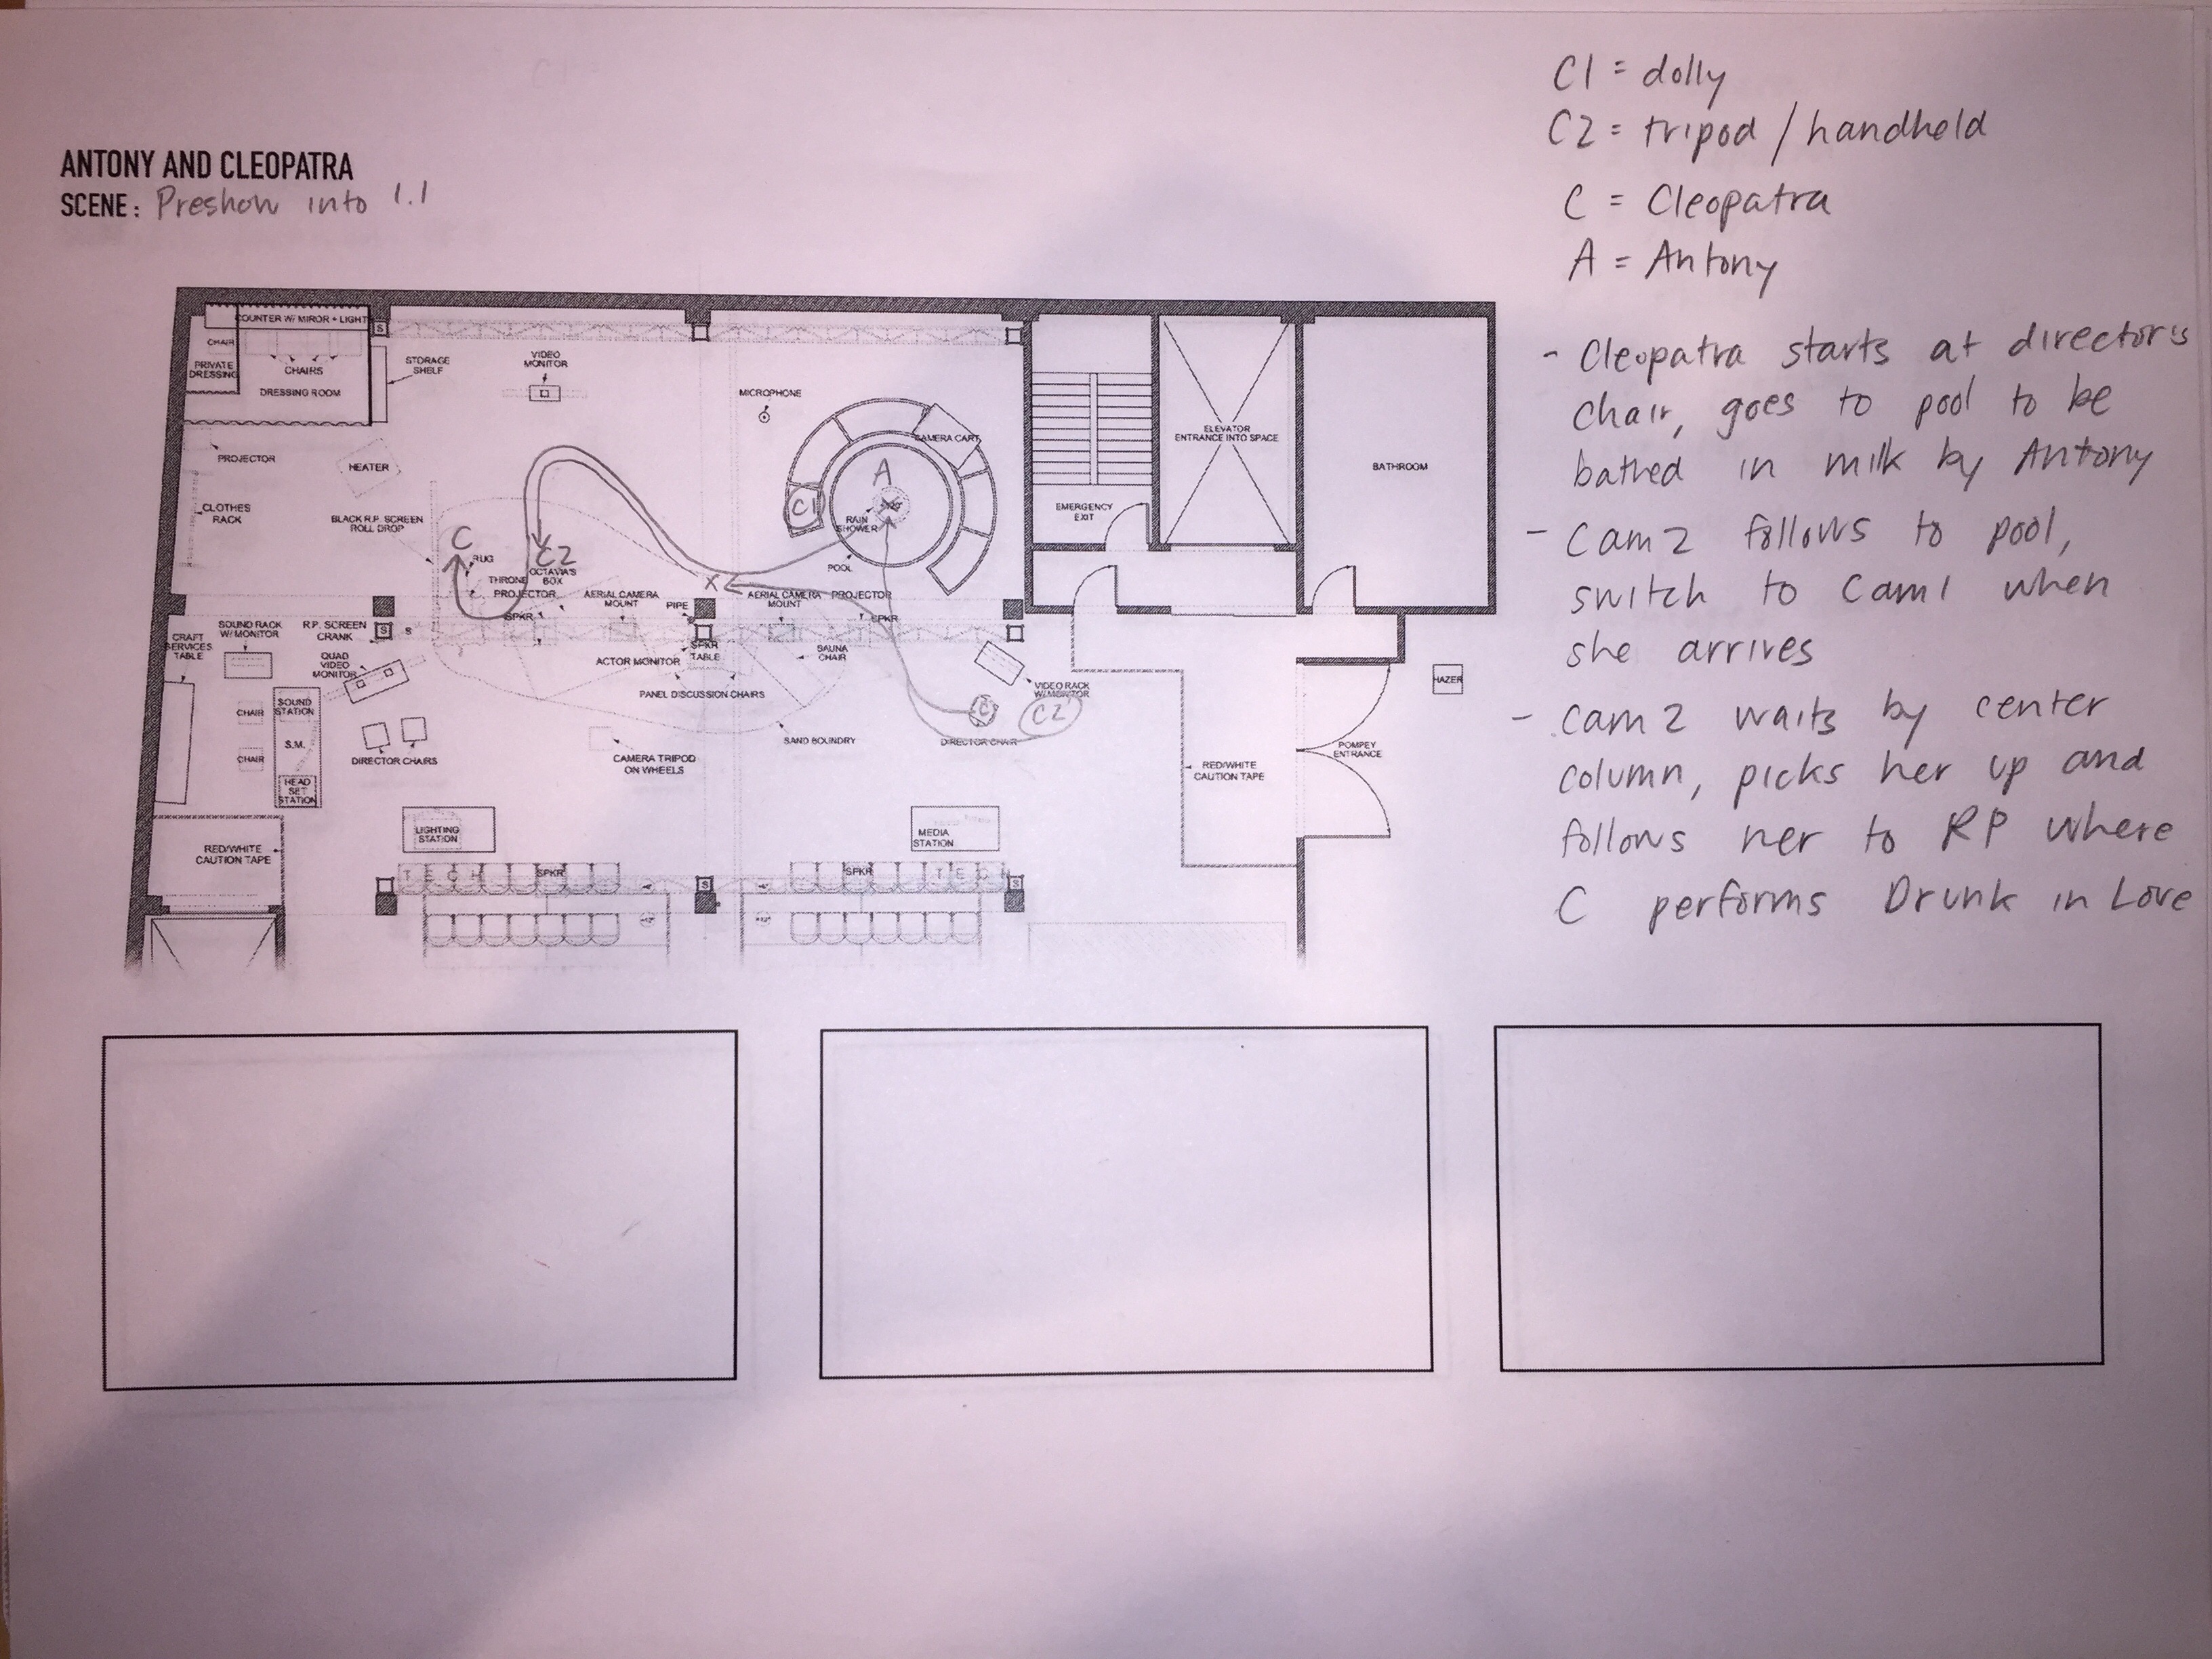 C1 = dolly
C2 = tripod / handheld
C = Cleopatra
A = Antony
ANTONY AND CLEOPATRA
SCENE: Preshow into 1.1
- Cleopatra starts at director's
chair, goes to pool to be
bathed in milk by Antony
- Cam 2 follows to pool,
switch to Cam 1 when
she arrives
- Cam 2 waits by center
column, picks her up and
follows her to RP where
C performs Drunk in Love
COUNTER W/ MIROR + LIGHT
CHAIR
PRIVATE
DRESSING
CHAIRS
DRESSING ROOM
S
STORAGE
SHELF
VIDEO
MONITOR
MICROPHONE
CAMERA CART
A
C1
RAIN
SHOWER
POOL
ELEVATOR
ENTRANCE INTO SPACE
EMERGENCY
EXIT
BATHROOM
PROJECTOR
HEATER
CLOTHES
RACK
BLACK R.P. SCREEN
ROLL DROP
C
RUG
C2
OCTAVIA'S
BOX
THRONE
PROJECTOR
SPKR
AERIAL CAMERA
MOUNT
PIPE
X
AERIAL CAMERA
MOUNT
PROJECTOR
SPKR
CRAFT
SERVICES
TABLE
SOUND RACK
W/ MONITOR
R.P. SCREEN
CRANK
S
S
QUAD
VIDEO
MONITOR
ACTOR MONITOR
SPKR
TABLE
SAUNA
CHAIR
PANEL DISCUSSION CHAIRS
VIDEO RACK
W/ MONITOR
C
C2
DIRECTOR CHAIR
SAND BOUNDRY
HAZER
CHAIR
SOUND
STATION
S.M.
CHAIR
HEAD
SET
STATION
DIRECTOR CHAIRS
CAMERA TRIPOD
ON WHEELS
RED/WHITE
CAUTION TAPE
POMPEY
ENTRANCE
LIGHTING
STATION
MEDIA
STATION
RED/WHITE
CAUTION TAPE
TECH
SPKR
S
SPKR
TECH
S